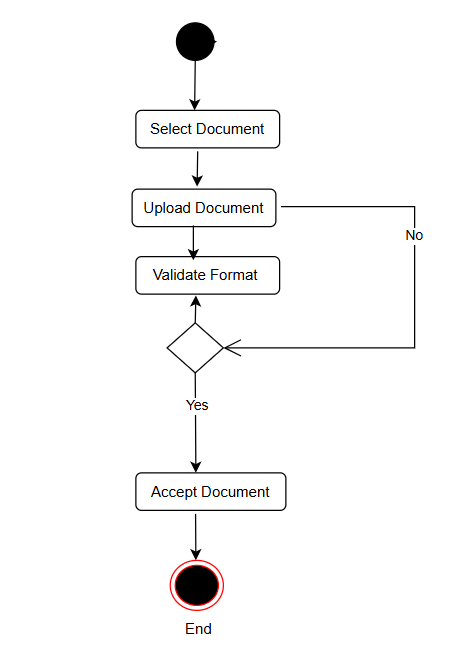 Select Document
Upload Document
No
Validate Format
Yes
Accept Document
End